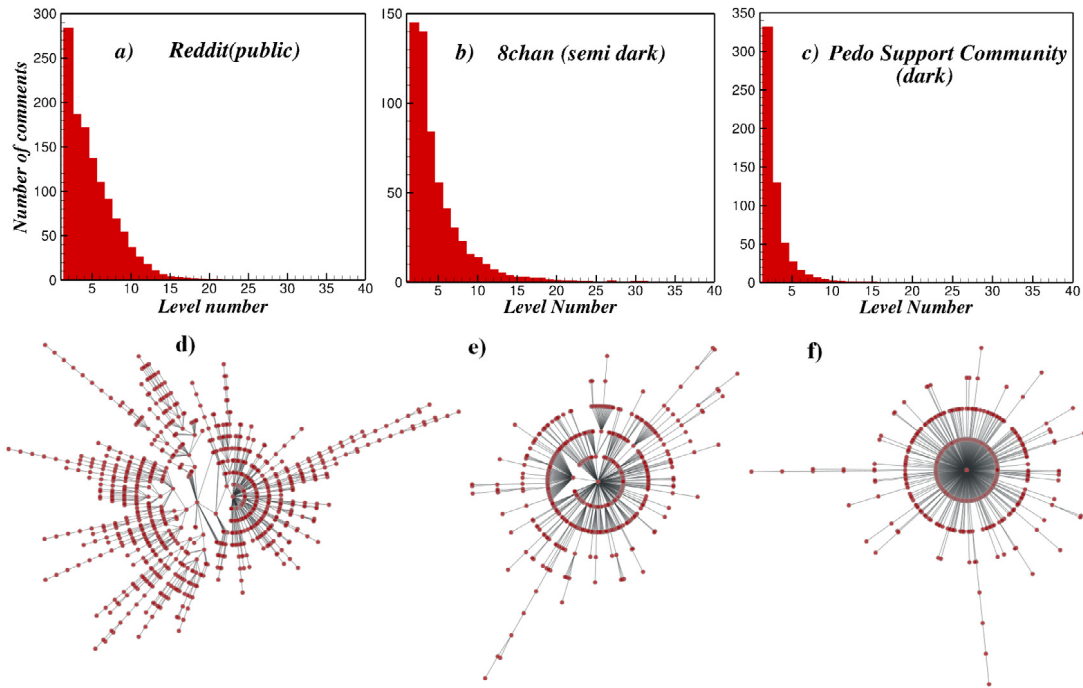 a) Reddit(public)
300
250
200
150
100
50
0
5 10 15 20 25 30 35 40
Number of comments
Level number
b) 8chan (semi dark)
150
100
50
0
5 10 15 20 25 30 35 40
Level Number
c) Pedo Support Community
(dark)
350
300
250
200
150
100
50
0
5 10 15 20 25 30 35 40
Level Number
d)
e)
f)